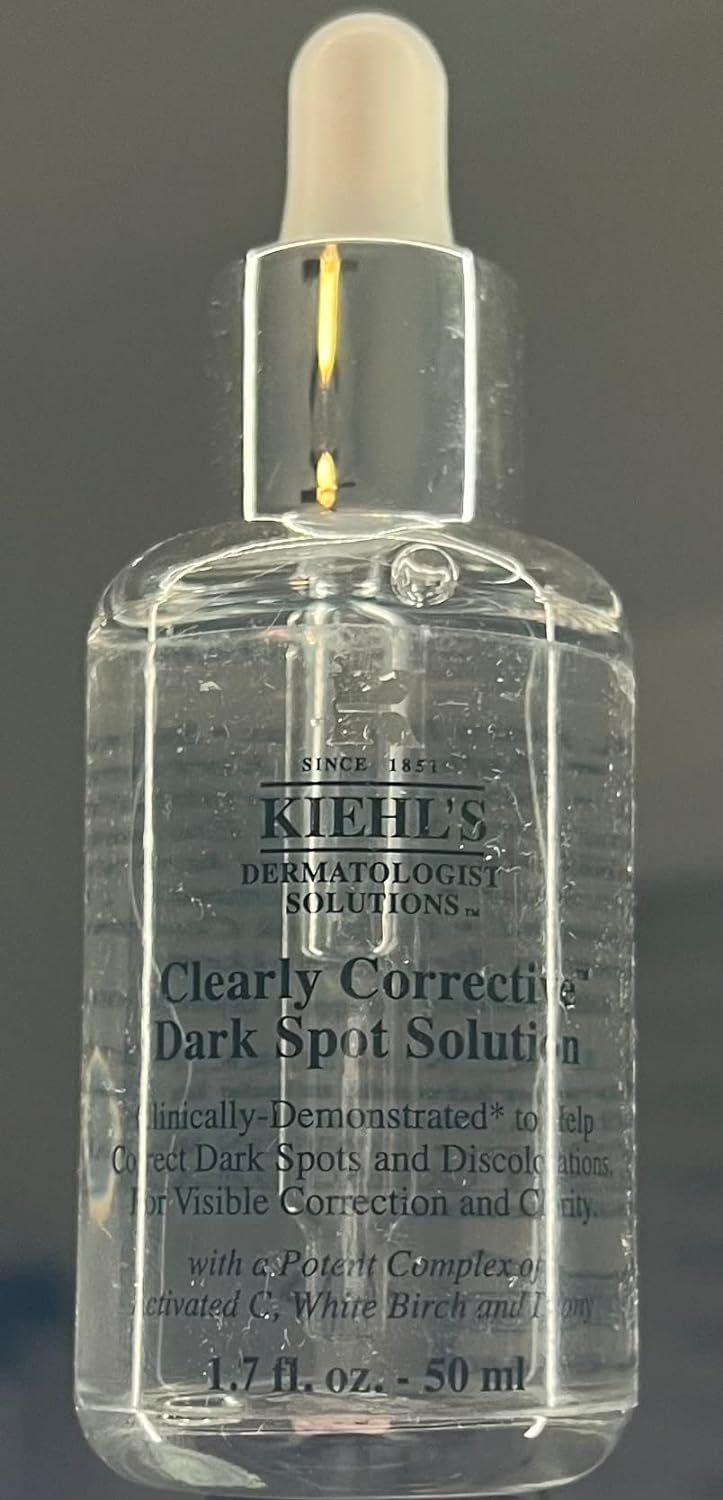 SINCE 1851
KIEHL'S
DERMATOLOGIST
SOLUTIONS™
Clearly Corrective™
Dark Spot Solution
Clinically-Demonstrated* to Help
Correct Dark Spots and Discolorations.
For Visible Correction and Clarity.
with a Potent Complex of
Activated C, White Birch and Peony
1.7 fl. oz. - 50 ml